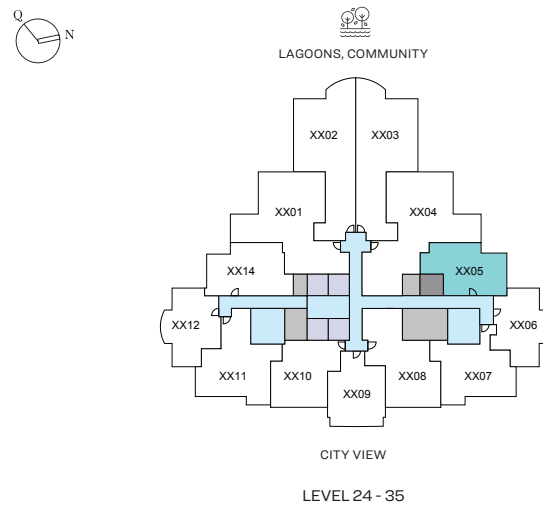 Q
N
LAGOONS, COMMUNITY
XX02 XX03
XX01 XX04
XX14 XX05
XX12 XX06
XX11 XX10 XX09 XX08 XX07
CITY VIEW
LEVEL 24 - 35